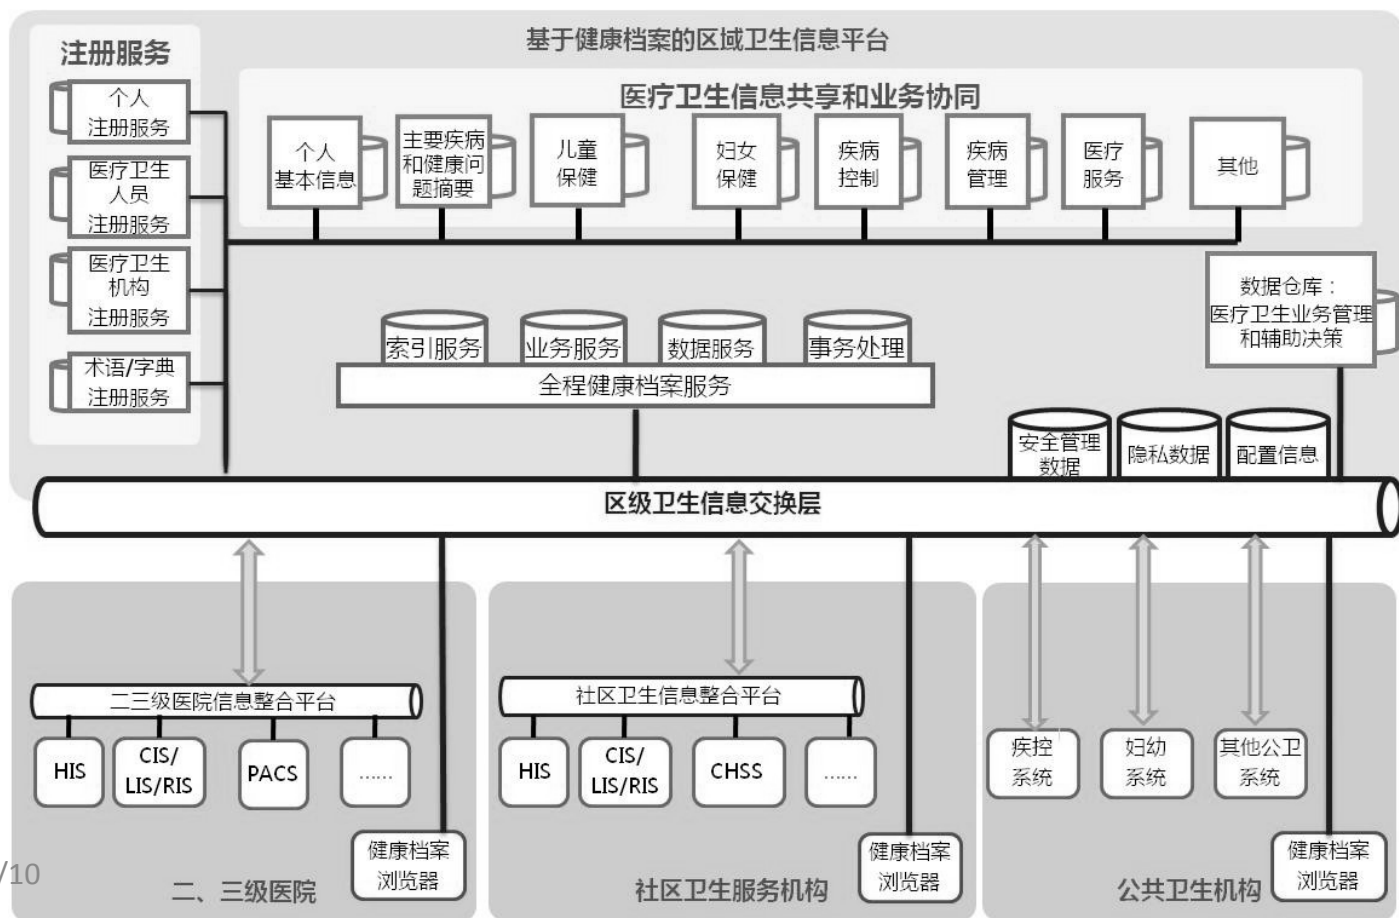 基于健康档案的区域卫生信息平台
注册服务
个人
注册服务
医疗卫生
人员
注册服务
医疗卫生
机构
注册服务
术语/字典
注册服务
医疗卫生信息共享和业务协同
个人
基本信息
主要疾病
和健康问
题摘要
儿童
保健
妇女
保健
疾病
控制
疾病
管理
医疗
服务
其他
数据仓库：
医疗卫生业务管理
和辅助决策
索引服务
业务服务
数据服务
事务处理
全程健康档案服务
安全管理
数据
隐私数据
配置信息
区级卫生信息交换层
二三级医院信息整合平台
HIS
CIS/
LIS/RIS
PACS
……
健康档案
浏览器
二、三级医院
社区卫生信息整合平台
HIS
CIS/
LIS/RIS
CHSS
……
健康档案
浏览器
社区卫生服务机构
疾控
系统
妇幼
系统
其他公卫
系统
健康档案
浏览器
公共卫生机构
/10